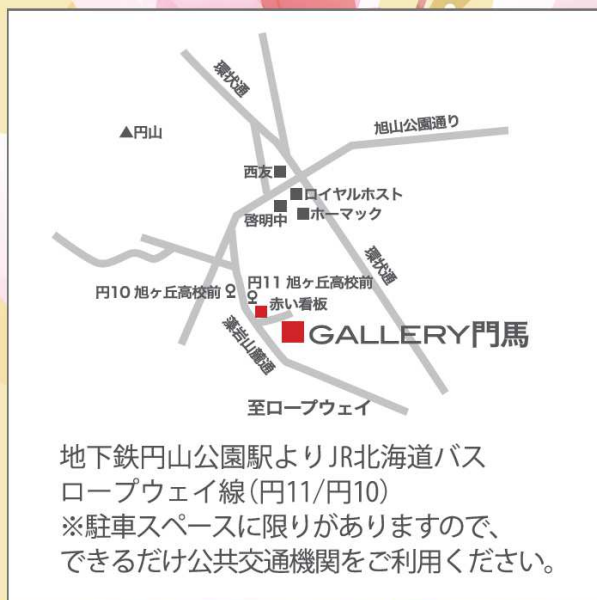 環状通
▲円山
旭山公園通り
西友■
■ロイヤルホスト
啓明中
■ホーマック
環状通
円10 旭ヶ丘高校前
円11 旭ヶ丘高校前
赤い看板
GALLERY門馬
藻岩山麓通
至ロープウェイ
地下鉄円山公園駅よりJR北海道バス
ロープウェイ線(円11/円10)
※駐車スペースに限りがありますので、
できるだけ公共交通機関をご利用ください。